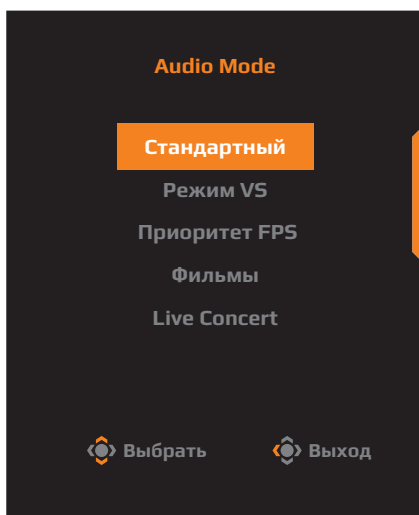 Audio Mode
Стандартный
Режим VS
Приоритет FPS
Фильмы
Live Concert
Выбрать Выход